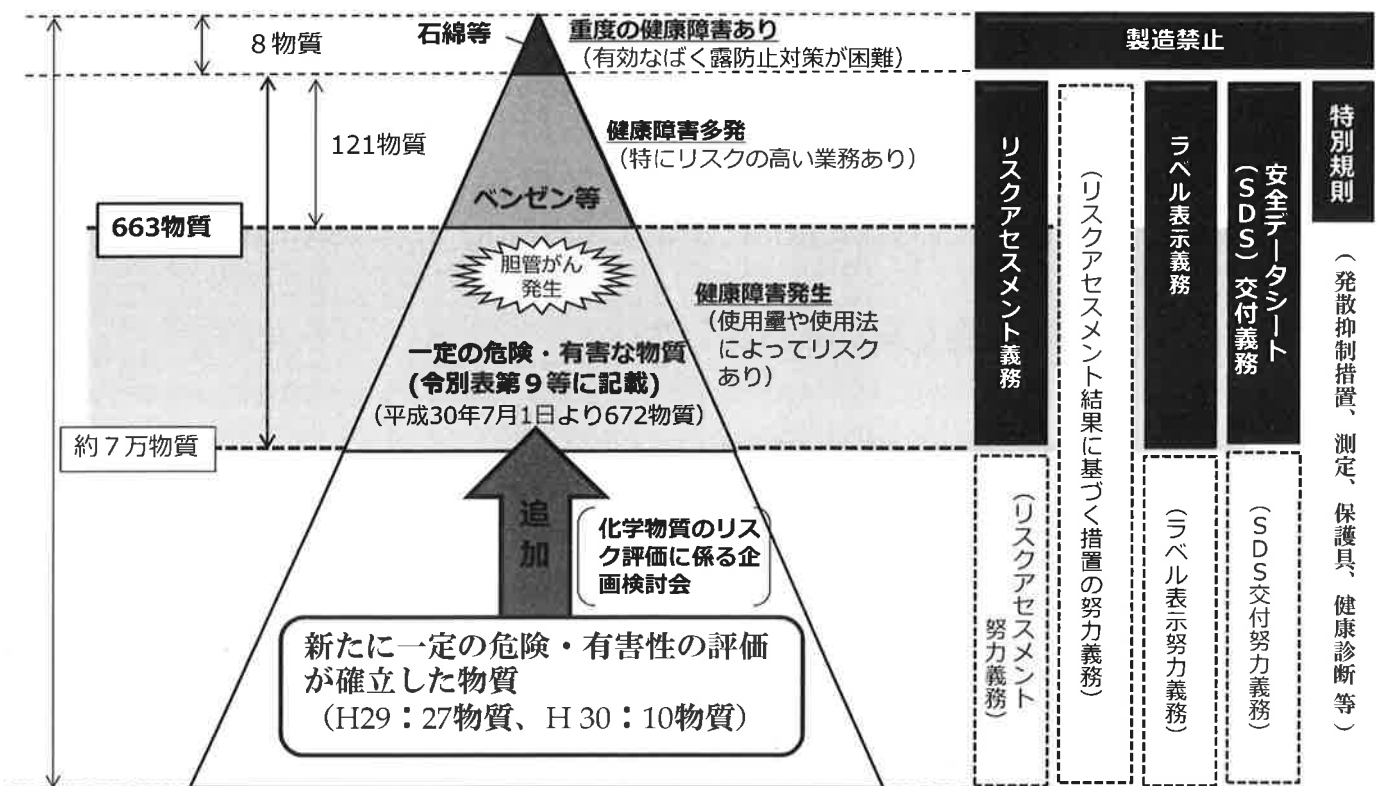 8物質
石綿等
重度の健康障害あり
（有効なばく露防止対策が困難）
製造禁止
121物質
健康障害多発
（特にリスクの高い業務あり）
ベンゼン等
663物質
胆管がん
発生
健康障害発生
（使用量や使用法
によってリスク
あり）
一定の危険・有害な物質
(令別表第９等に記載)
（平成30年7月1日より672物質）
約７万物質
追加
化学物質のリス
ク評価に係る企
画検討会
新たに一定の危険・有害性の評価
が確立した物質
（H29：27物質、H 30：10物質）
リスクアセスメント義務
（リスクアセスメント
努力義務）
（リスクアセスメント結果に基づく措置の努力義務）
ラベル表示義務
（ラベル表示努力義務）
安全データシート
（SDS）交付義務
（SDS交付努力義務）
特別規則
（発散抑制措置、測定、保護具、健康診断等）